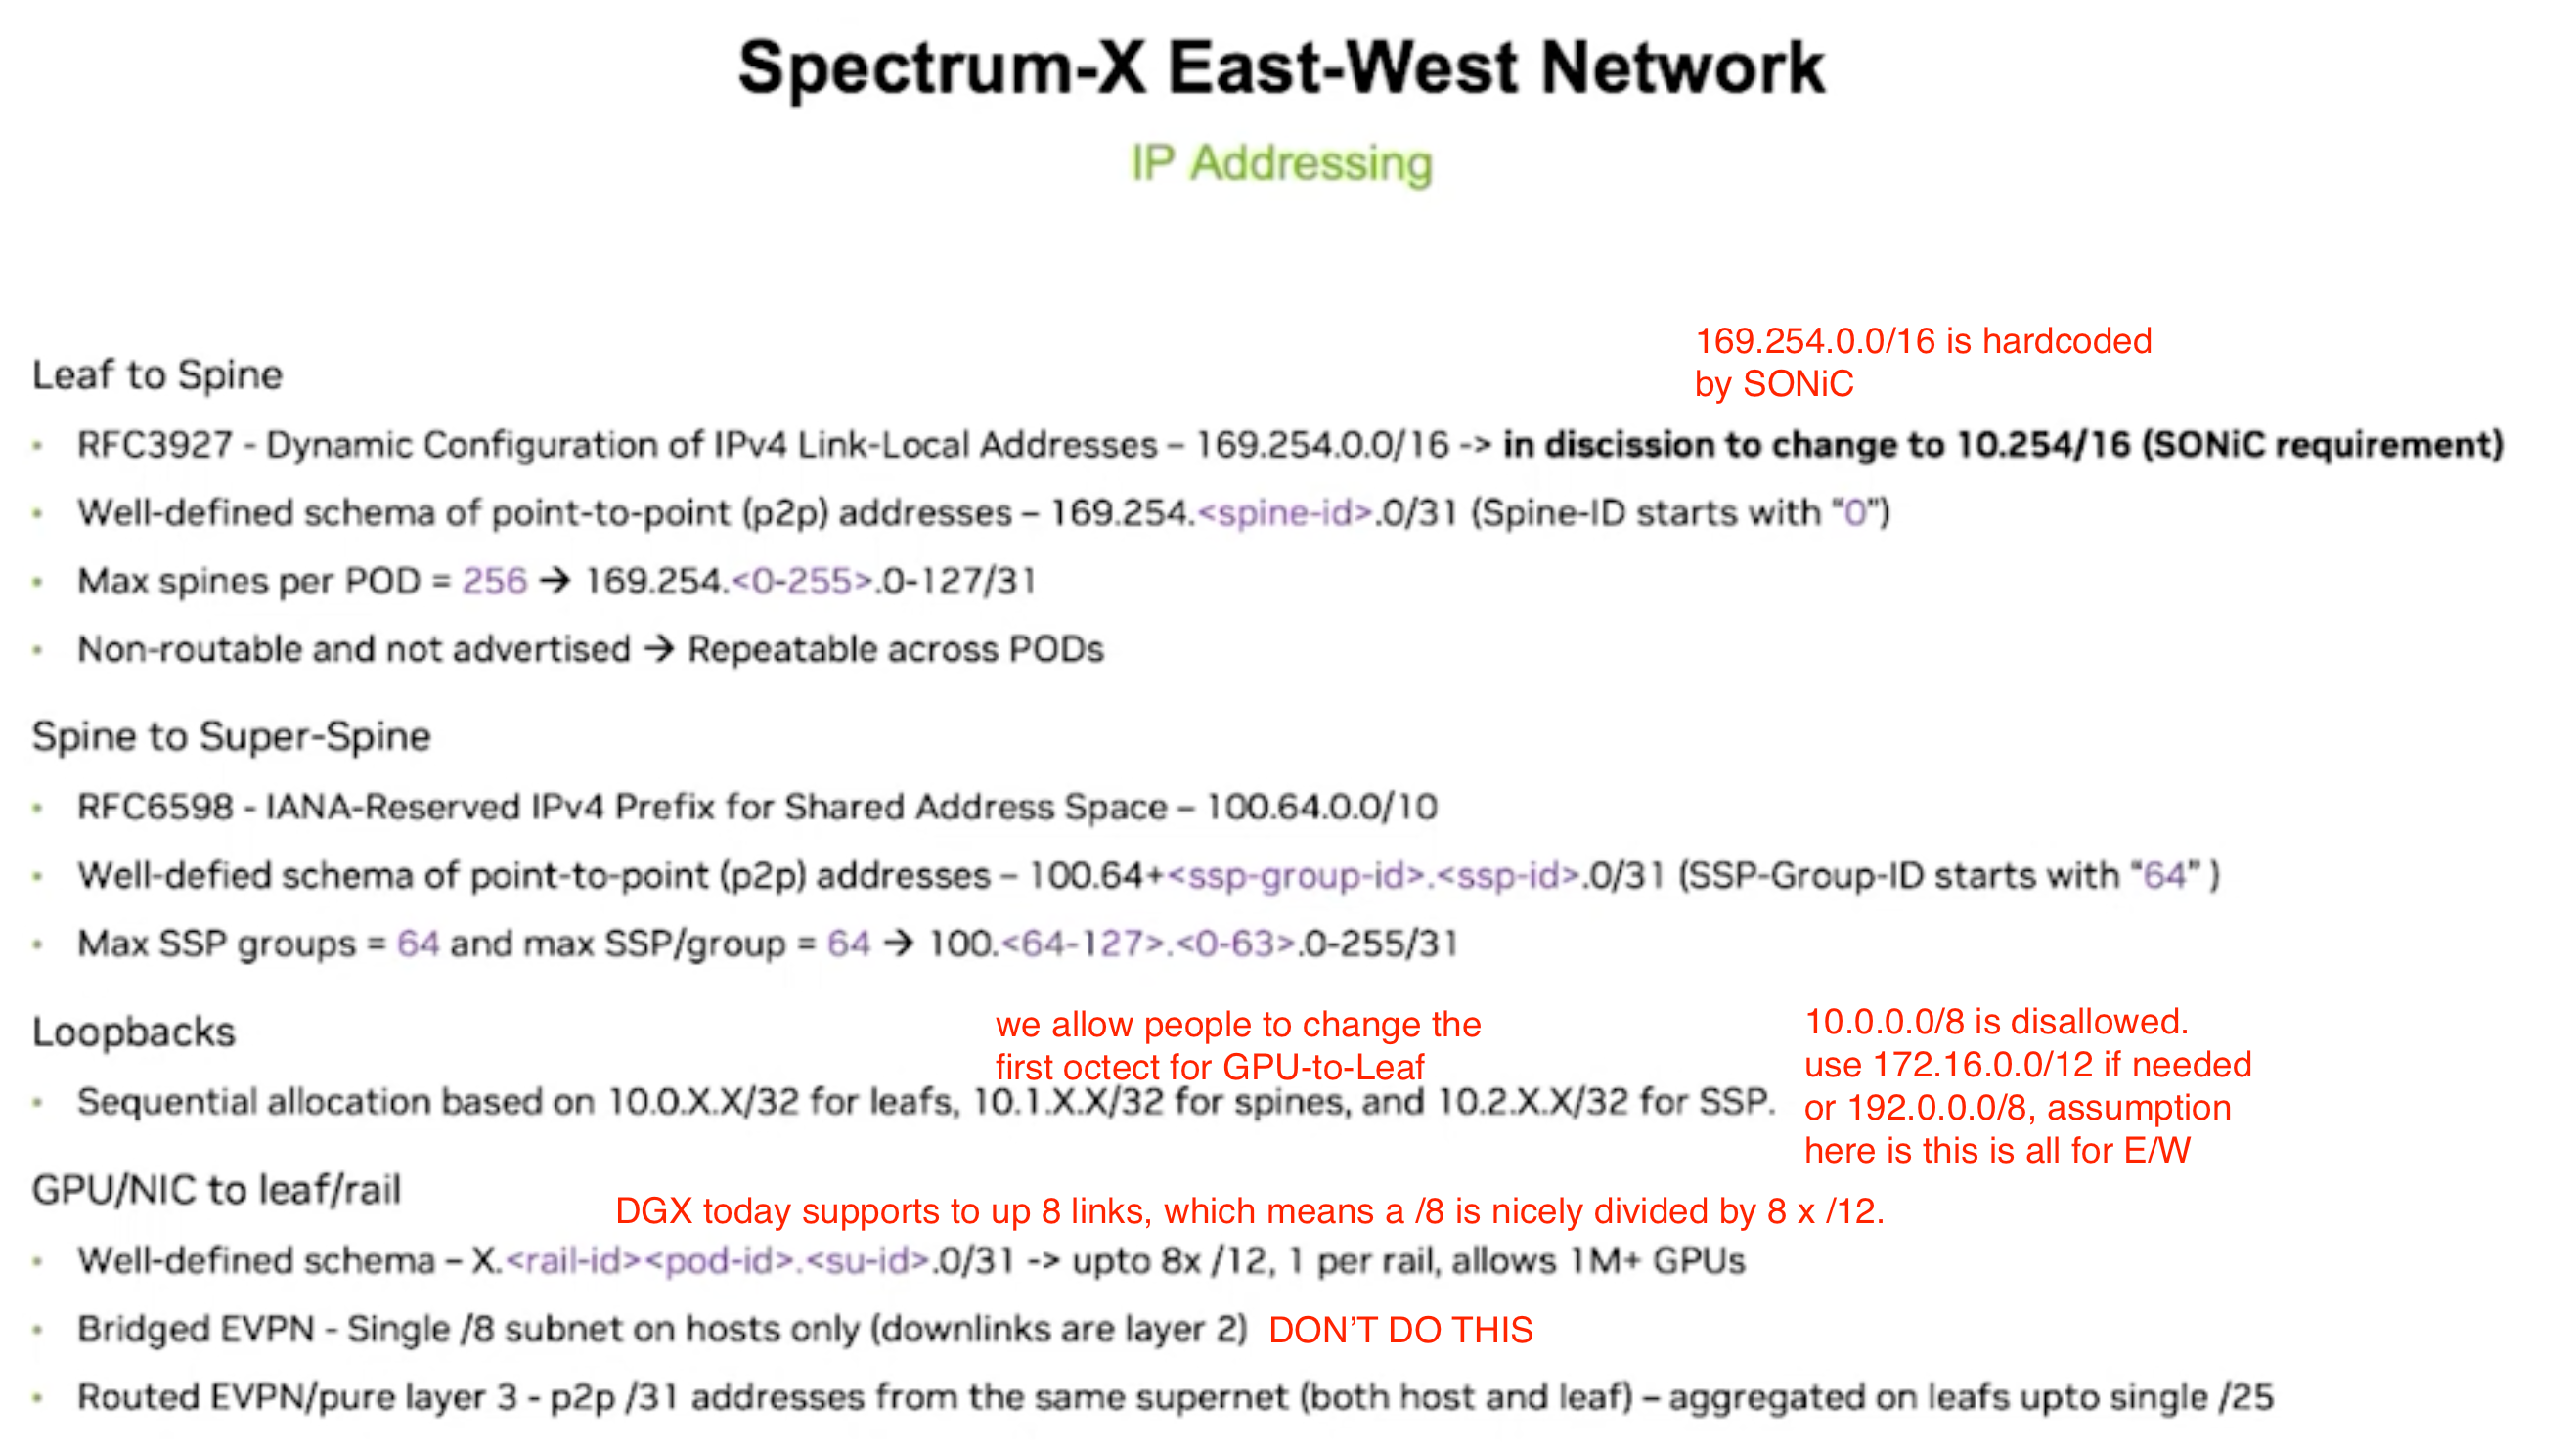 Spectrum-X East-West Network
IP Addressing
169.254.0.0/16 is hardcoded
by SONiC
Leaf to Spine
• RFC3927 - Dynamic Configuration of IPv4 Link-Local Addresses – 169.254.0.0/16 -> in discission to change to 10.254/16 (SONiC requirement)
• Well-defined schema of point-to-point (p2p) addresses – 169.254.<spine-id>.0/31 (Spine-ID starts with “0”)
• Max spines per POD = 256 → 169.254.<0-255>.0-127/31
• Non-routable and not advertised → Repeatable across PODs
Spine to Super-Spine
• RFC6598 - IANA-Reserved IPv4 Prefix for Shared Address Space – 100.64.0.0/10
• Well-defied schema of point-to-point (p2p) addresses – 100.64+<ssp-group-id>.<ssp-id>.0/31 (SSP-Group-ID starts with “64” )
• Max SSP groups = 64 and max SSP/group = 64 → 100.<64-127>.<0-63>.0-255/31
Loopbacks
we allow people to change the
first octect for GPU-to-Leaf
• Sequential allocation based on 10.0.X.X/32 for leafs, 10.1.X.X/32 for spines, and 10.2.X.X/32 for SSP.
10.0.0.0/8 is disallowed.
use 172.16.0.0/12 if needed
or 192.0.0.0/8, assumption
here is this is all for E/W
GPU/NIC to leaf/rail
DGX today supports to up 8 links, which means a /8 is nicely divided by 8 x /12.
• Well-defined schema – X.<rail-id><pod-id>.<su-id>.0/31 -> upto 8x /12, 1 per rail, allows 1M+ GPUs
• Bridged EVPN - Single /8 subnet on hosts only (downlinks are layer 2) DON’T DO THIS
• Routed EVPN/pure layer 3 - p2p /31 addresses from the same supernet (both host and leaf) – aggregated on leafs upto single /25